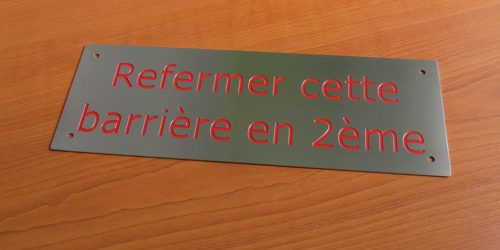 Refermer cette
barrière en 2ème